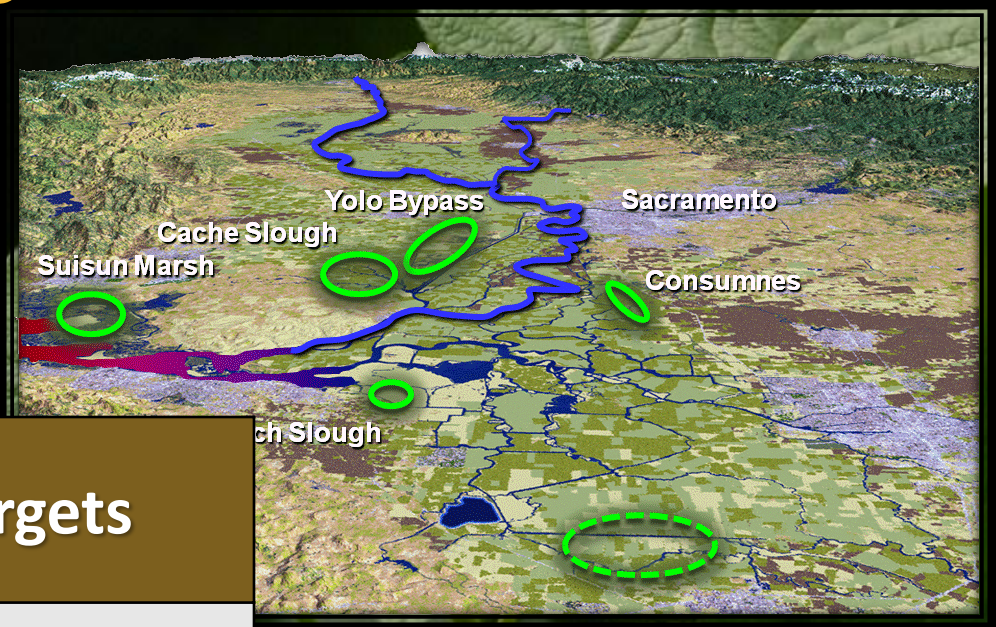 Yolo Bypass
Sacramento
Cache Slough
Suisun Marsh
Consumnes
ch Slough
rgets